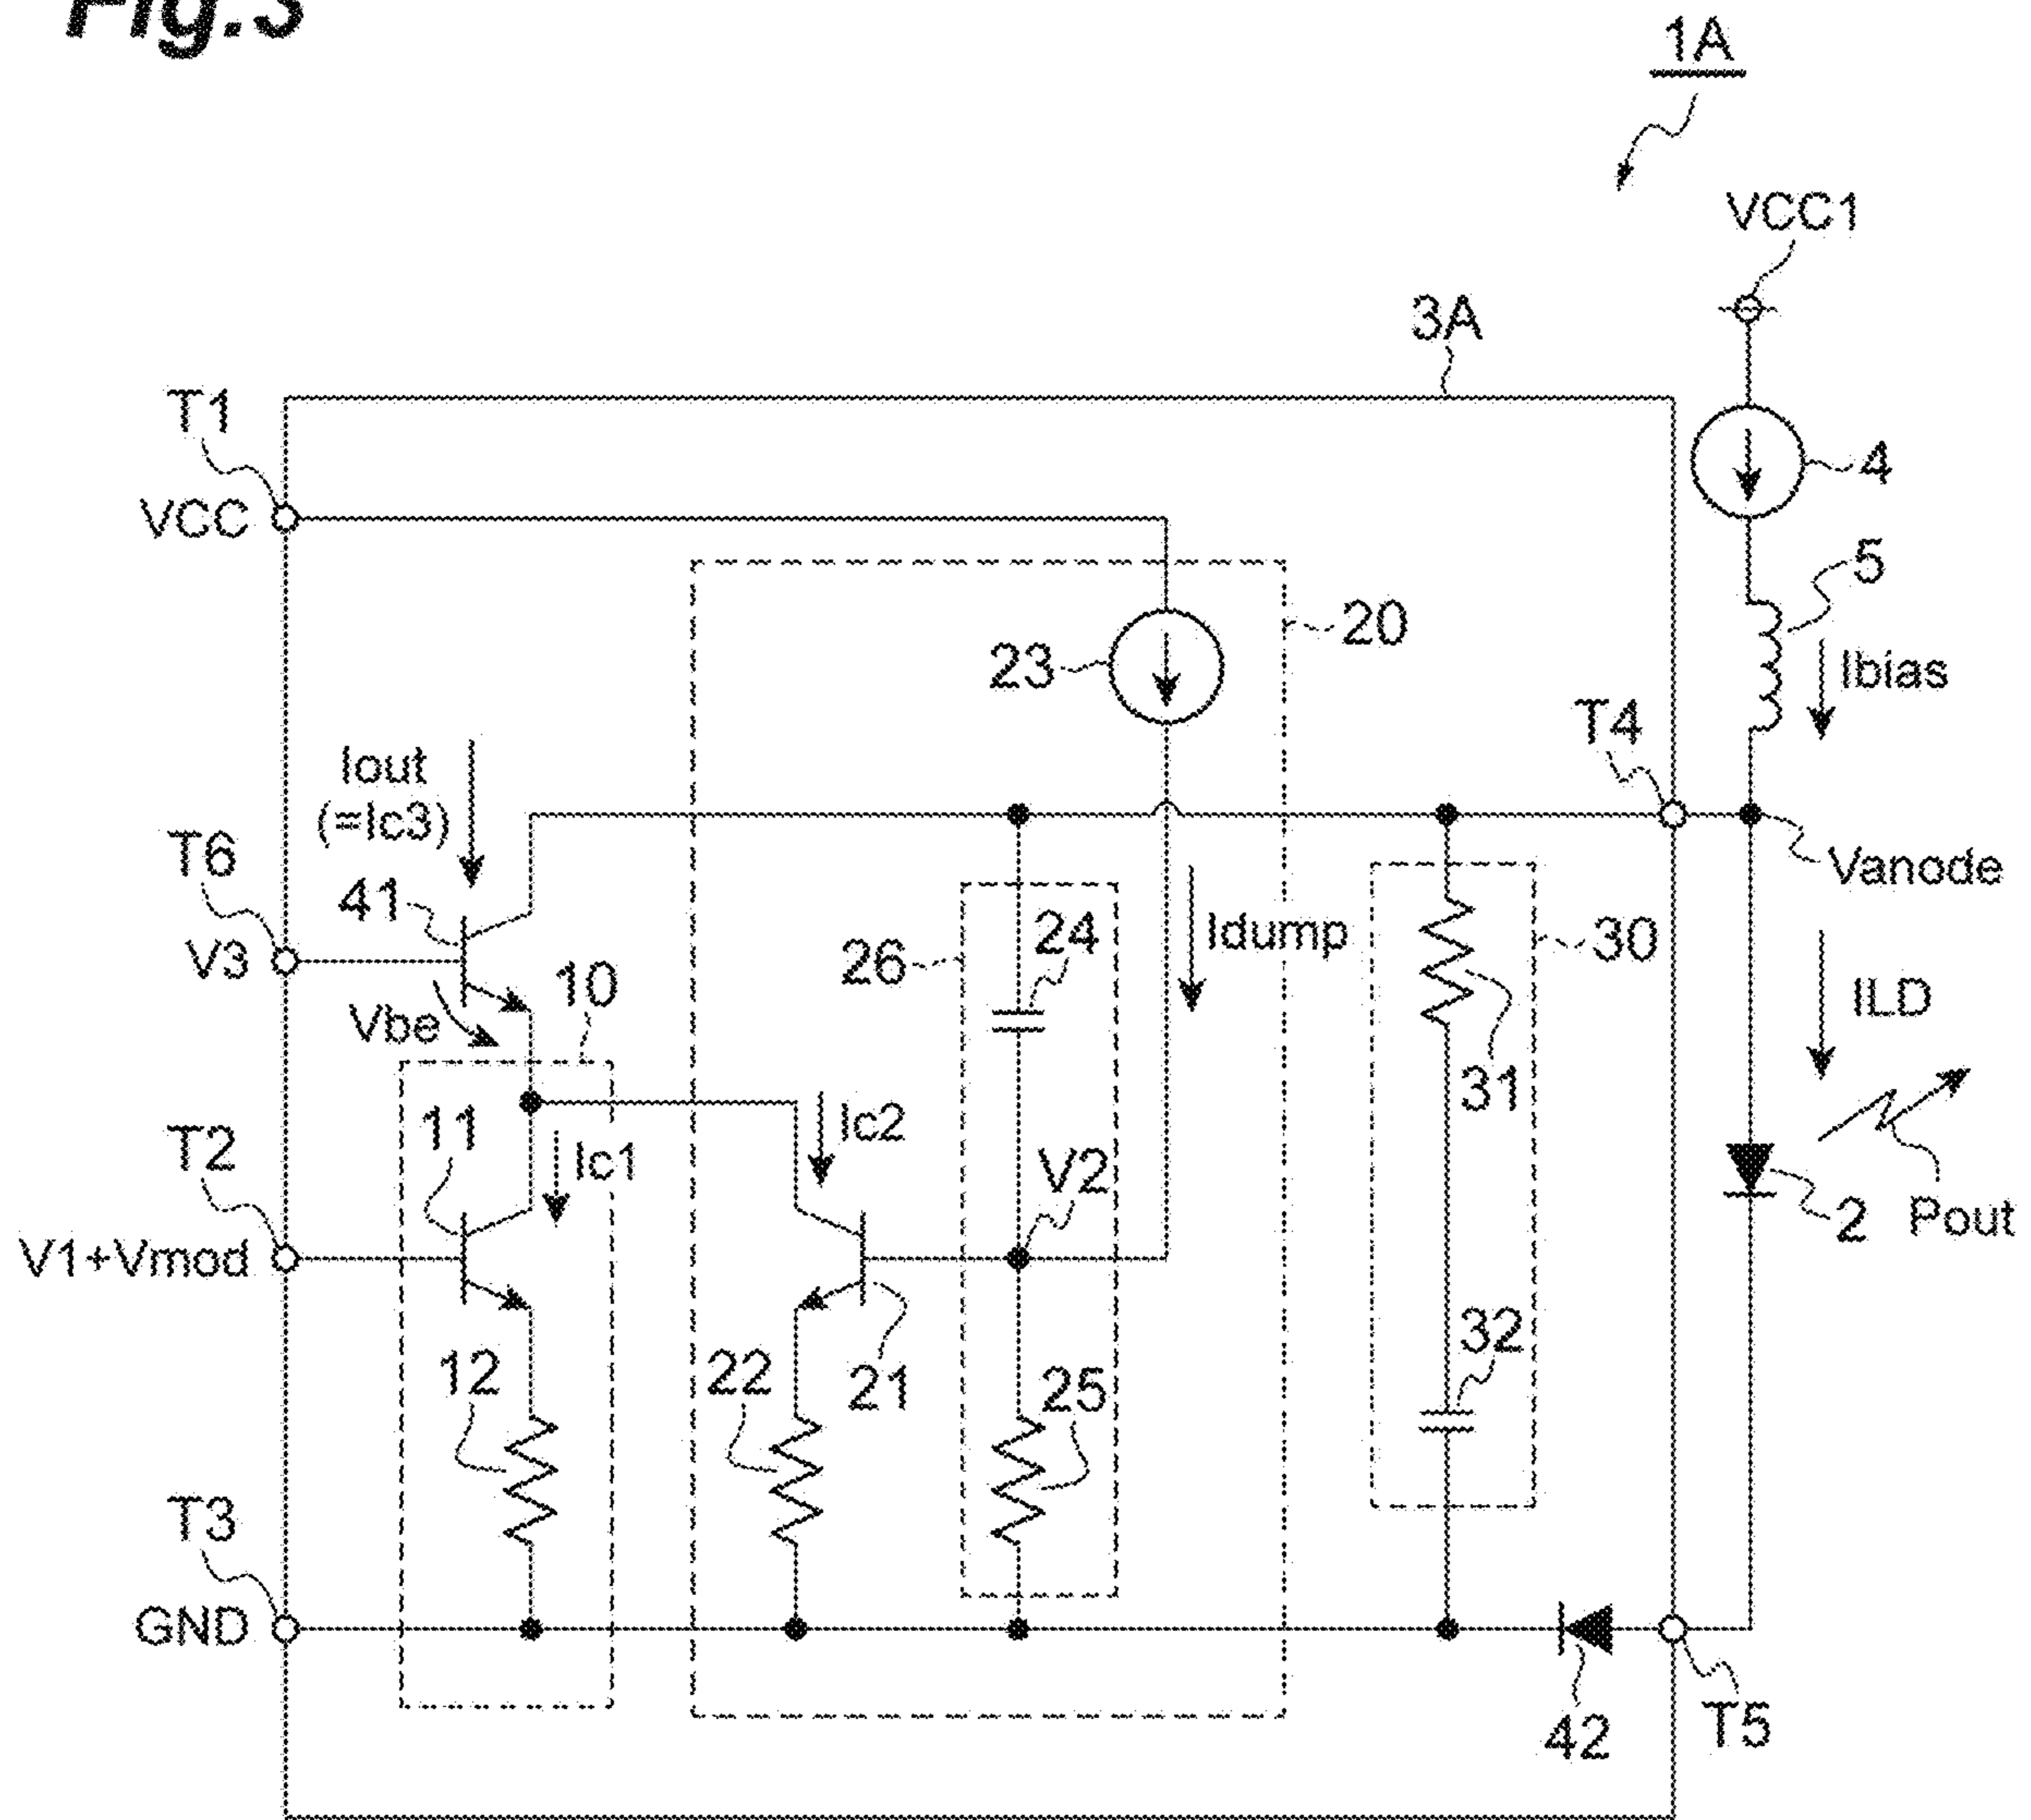 Fig.3
1A
VCC1
3A
T1
4
VCC
5
20
23
Ibias
T4
Iout
(=Ic3)
T6
Vanode
41
24
Idump
30
26
V3
10
ILD
Vbe
31
11
Ic2
T2
Ic1
V2
2
Pout
V1+Vmod
32
12
22
21
25
T3
GND
42
T5